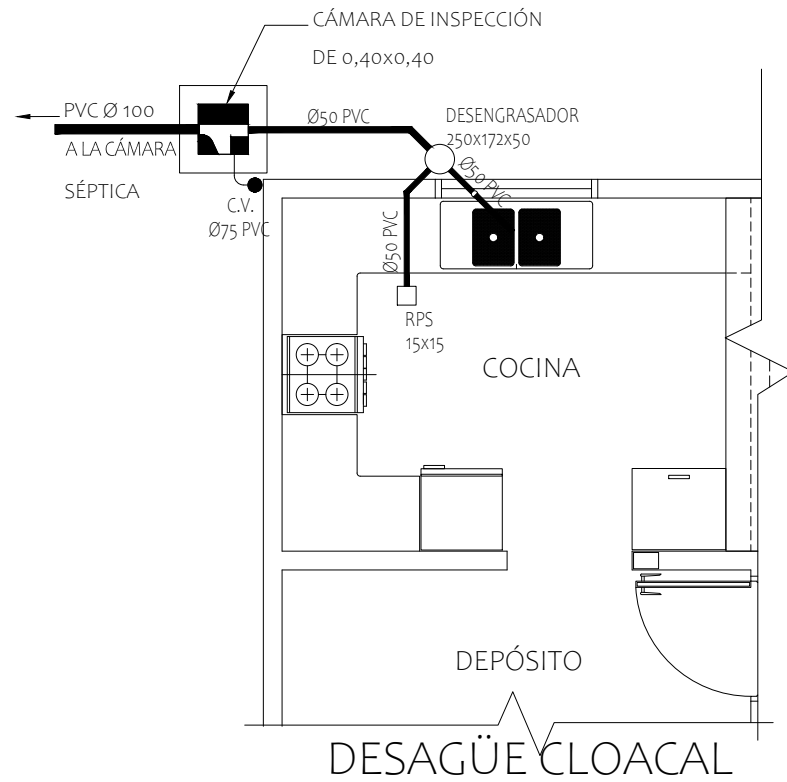 CÁMARA DE INSPECCIÓN
DE 0,40x0,40
PVC Ø 100
A LA CÁMARA
SÉPTICA
Ø50 PVC
DESENGRASADOR
250x172x50
Ø50 PVC
C.V.
Ø75 PVC
Ø50 PVC
RPS
15x15
COCINA
DEPÓSITO
DESAGÜE CLOACAL